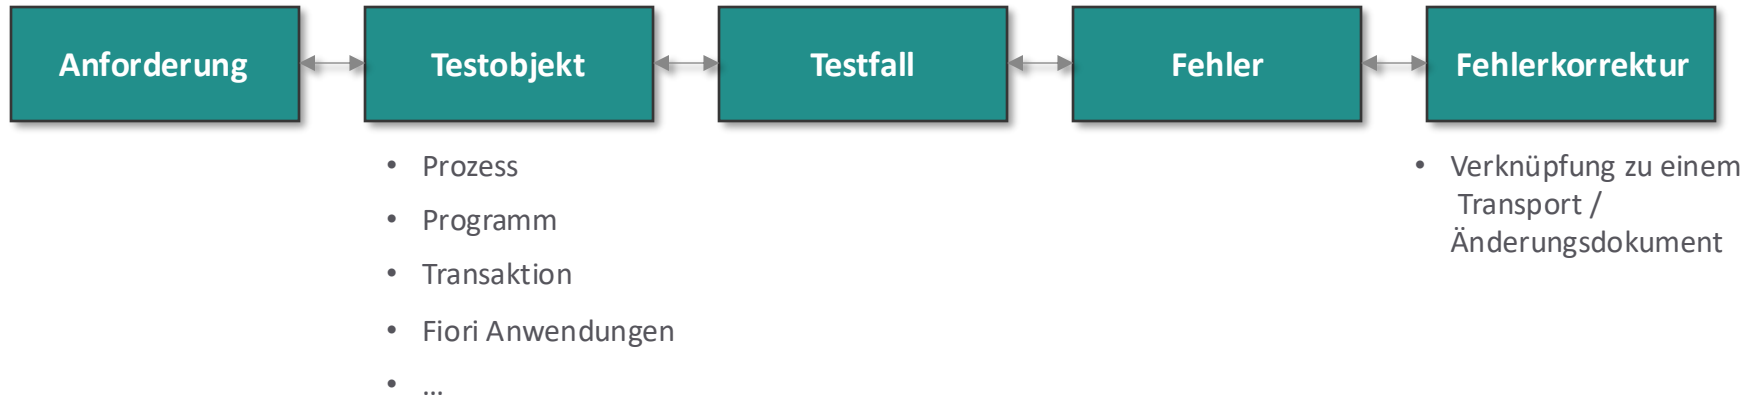 Anforderung
Testobjekt
Testfall
Fehler
Fehlerkorrektur
• Prozess
• Programm
• Transaktion
• Fiori Anwendungen
• ...
• Verknüpfung zu einem
Transport /
Änderungsdokument